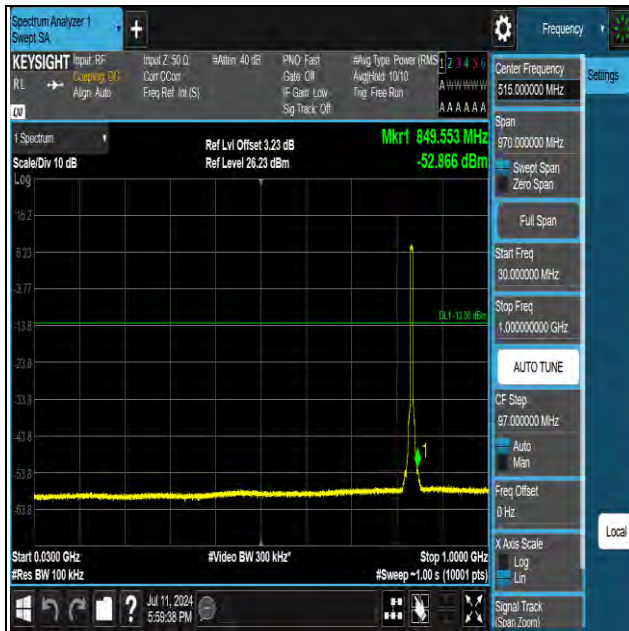 Spectrum Analyzer 1
Swept SA
+
Frequency
KEYSIGHT
RL
Input: RF
Coupling: DC
Align: Auto
Input Z: 50 Ω
Corr CCorr
Freq Ref: Int (S)
#Atten: 40 dB
PNO: Fast
Gate: Off
IF Gain: Low
Sig Track: Off
#Avg Type: Power (RMS
Avg|Hold: 10/10
Trig: Free Run
1 2 3 4 5 6
A W W W W W
A A A A A A
Center Frequency
515.000000 MHz
Settings
1 Spectrum
Scale/Div 10 dB
Log
Ref Lvl Offset 3.23 dB
Ref Level 26.23 dBm
Mkr1 849.553 MHz
-52.866 dBm
Span
970.000000 MHz
Swept Span
Zero Span
Full Span
Start Freq
30.000000 MHz
Stop Freq
1.000000000 GHz
AUTO TUNE
CF Step
97.000000 MHz
Auto
Man
Freq Offset
0 Hz
X Axis Scale
Log
Lin
Signal Track
(Span Zoom)
Local
16.2
6.23
-3.77
-13.8
-23.8
-33.8
-43.8
-53.8
-63.8
DL1 -13.00 dBm
1
Start 0.0300 GHz
#Res BW 100 kHz
#Video BW 300 kHz*
Stop 1.0000 GHz
#Sweep ~1.00 s (10001 pts)
?
Jul 11, 2024
5:59:38 PM